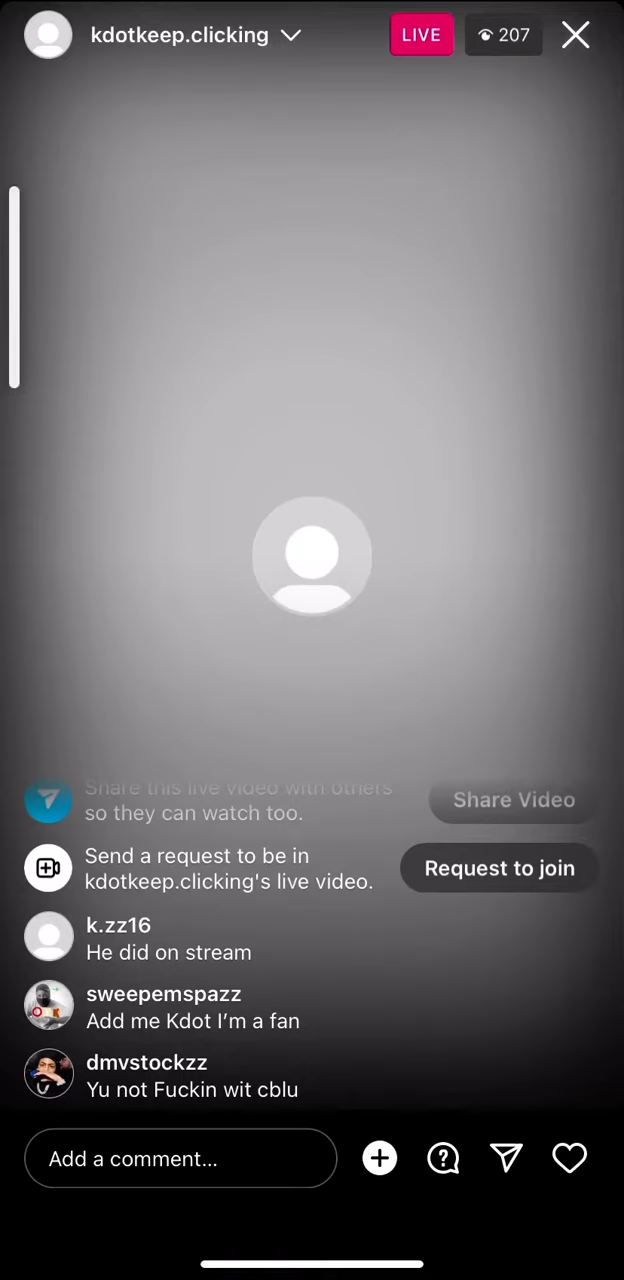 kdotkeep.clicking
LIVE
207
Share this live video with others
so they can watch too.
Share Video
Send a request to be in
kdotkeep.clicking's live video.
Request to join
k.zz16
He did on stream
sweepemspazz
Add me Kdot I’m a fan
dmvstockzz
Yu not Fuckin wit cblu
Add a comment...